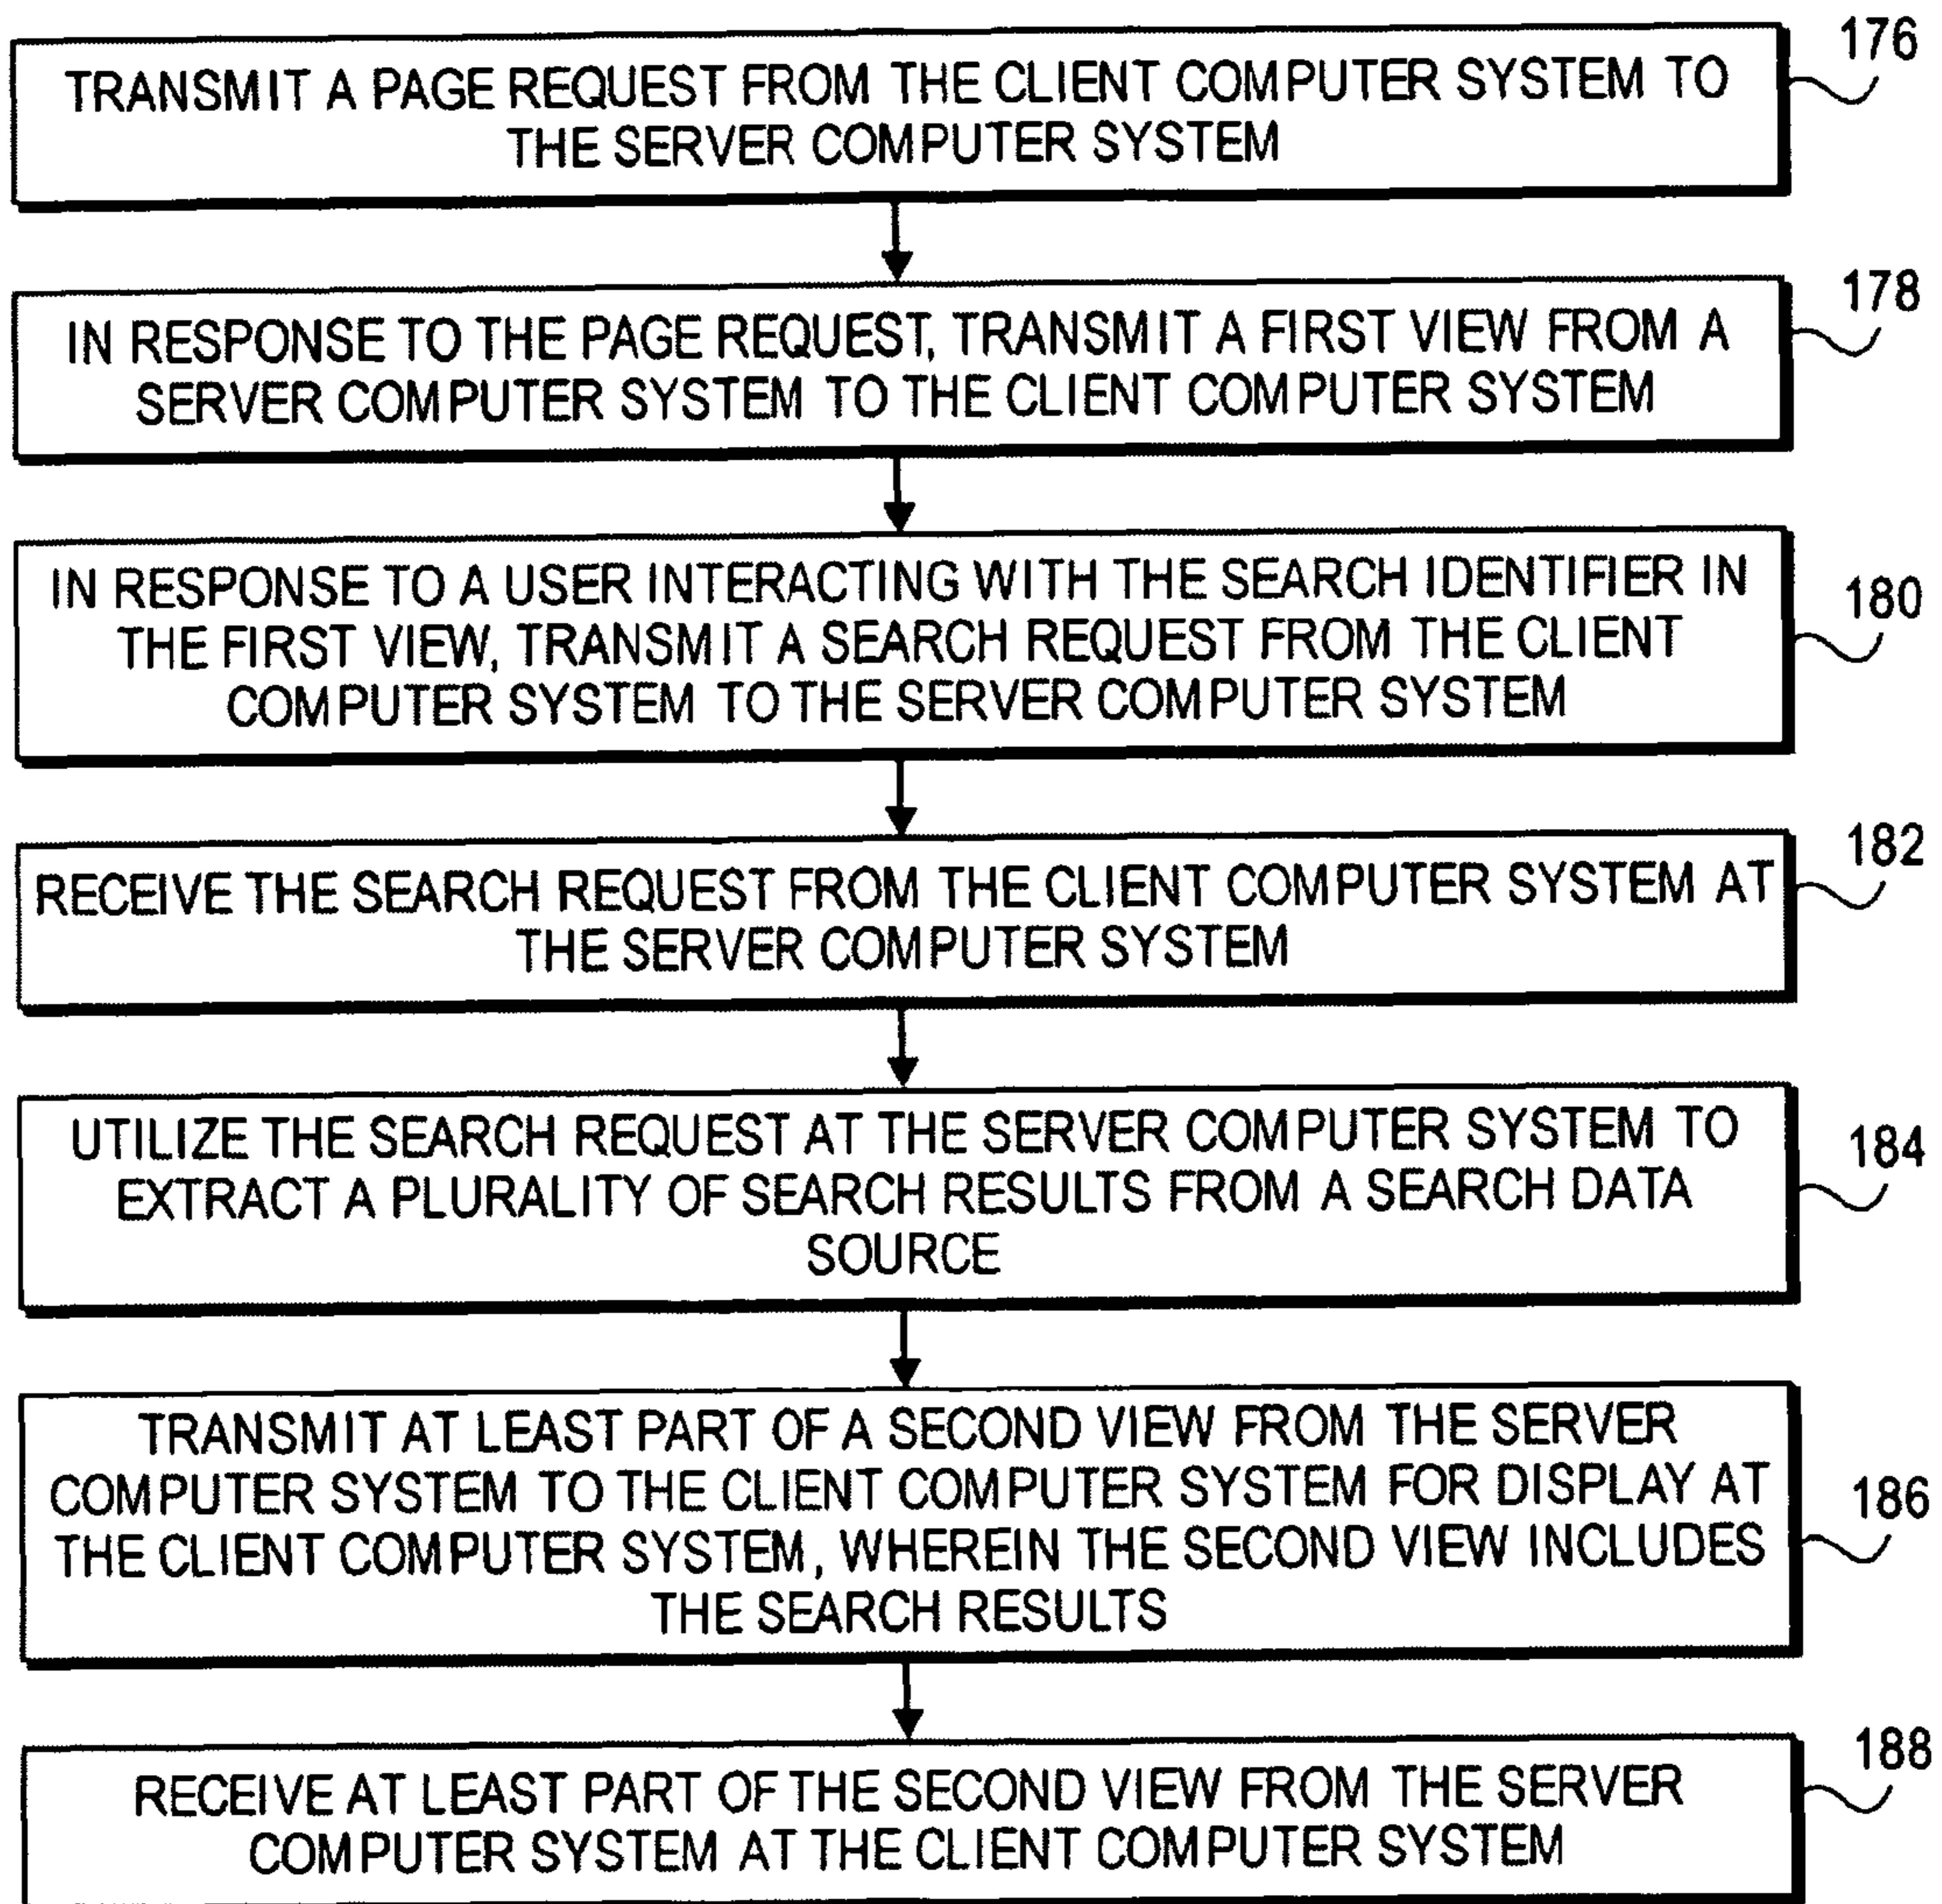 176
TRANSMIT A PAGE REQUEST FROM THE CLIENT COMPUTER SYSTEM TO
THE SERVER COMPUTER SYSTEM
178
IN RESPONSE TO THE PAGE REQUEST, TRANSMIT A FIRST VIEW FROM A
SERVER COMPUTER SYSTEM TO THE CLIENT COMPUTER SYSTEM
180
IN RESPONSE TO A USER INTERACTING WITH THE SEARCH IDENTIFIER IN
THE FIRST VIEW, TRANSMIT A SEARCH REQUEST FROM THE CLIENT
COMPUTER SYSTEM TO THE SERVER COMPUTER SYSTEM
182
RECEIVE THE SEARCH REQUEST FROM THE CLIENT COMPUTER SYSTEM AT
THE SERVER COMPUTER SYSTEM
184
UTILIZE THE SEARCH REQUEST AT THE SERVER COMPUTER SYSTEM TO
EXTRACT A PLURALITY OF SEARCH RESULTS FROM A SEARCH DATA
SOURCE
186
TRANSMIT AT LEAST PART OF A SECOND VIEW FROM THE SERVER
COMPUTER SYSTEM TO THE CLIENT COMPUTER SYSTEM FOR DISPLAY AT
THE CLIENT COMPUTER SYSTEM, WHEREIN THE SECOND VIEW INCLUDES
THE SEARCH RESULTS
188
RECEIVE AT LEAST PART OF THE SECOND VIEW FROM THE SERVER
COMPUTER SYSTEM AT THE CLIENT COMPUTER SYSTEM